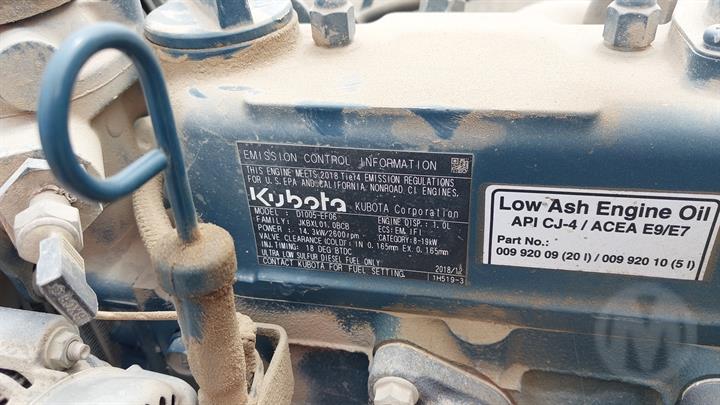 EMISSION CONTROL INFORMATION
THIS ENGINE MEETS 2018 Tier4 EMISSION REGULATIONS
FOR U.S. EPA AND CALIFORNIA NONROAD C.I. ENGINES.
Kubota KUBOTA Corporation
MODEL: D1005-EF06 ENGINE DISP.: 1.0L
FAMILY: JKBXL01.0BCB ECS: EM, IFI
POWER: 14.3kW/2600rpm CATEGORY: 8-19kW
VALVE CLEARANCE (COLD): IN 0.165mm EX. 0.165mm
INJ. TIMING: 18 DEG BTDC
ULTRA LOW SULFUR DIESEL FUEL ONLY
CONTACT KUBOTA FOR FUEL SETTING. 2018/12
1H519-3
Low Ash Engine Oil
API CJ-4 / ACEA E9/E7
Part No.:
009 920 09 (20 l) / 009 920 10 (5 l)
M